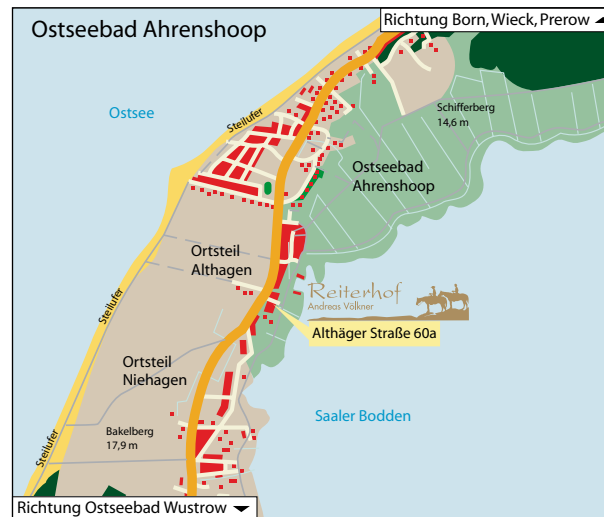 Ostseebad Ahrenshoop
Richtung Born, Wieck, Prerow
Ostsee
Steilufer
Schifferberg
14,6 m
Ostseebad
Ahrenshoop
Ortsteil
Althagen
Steilufer
Reiterhof
Andreas Völkner
Althäger Straße 60a
Ortsteil
Niehagen
Saaler Bodden
Bakelberg
17,9 m
Steilufer
Richtung Ostseebad Wustrow